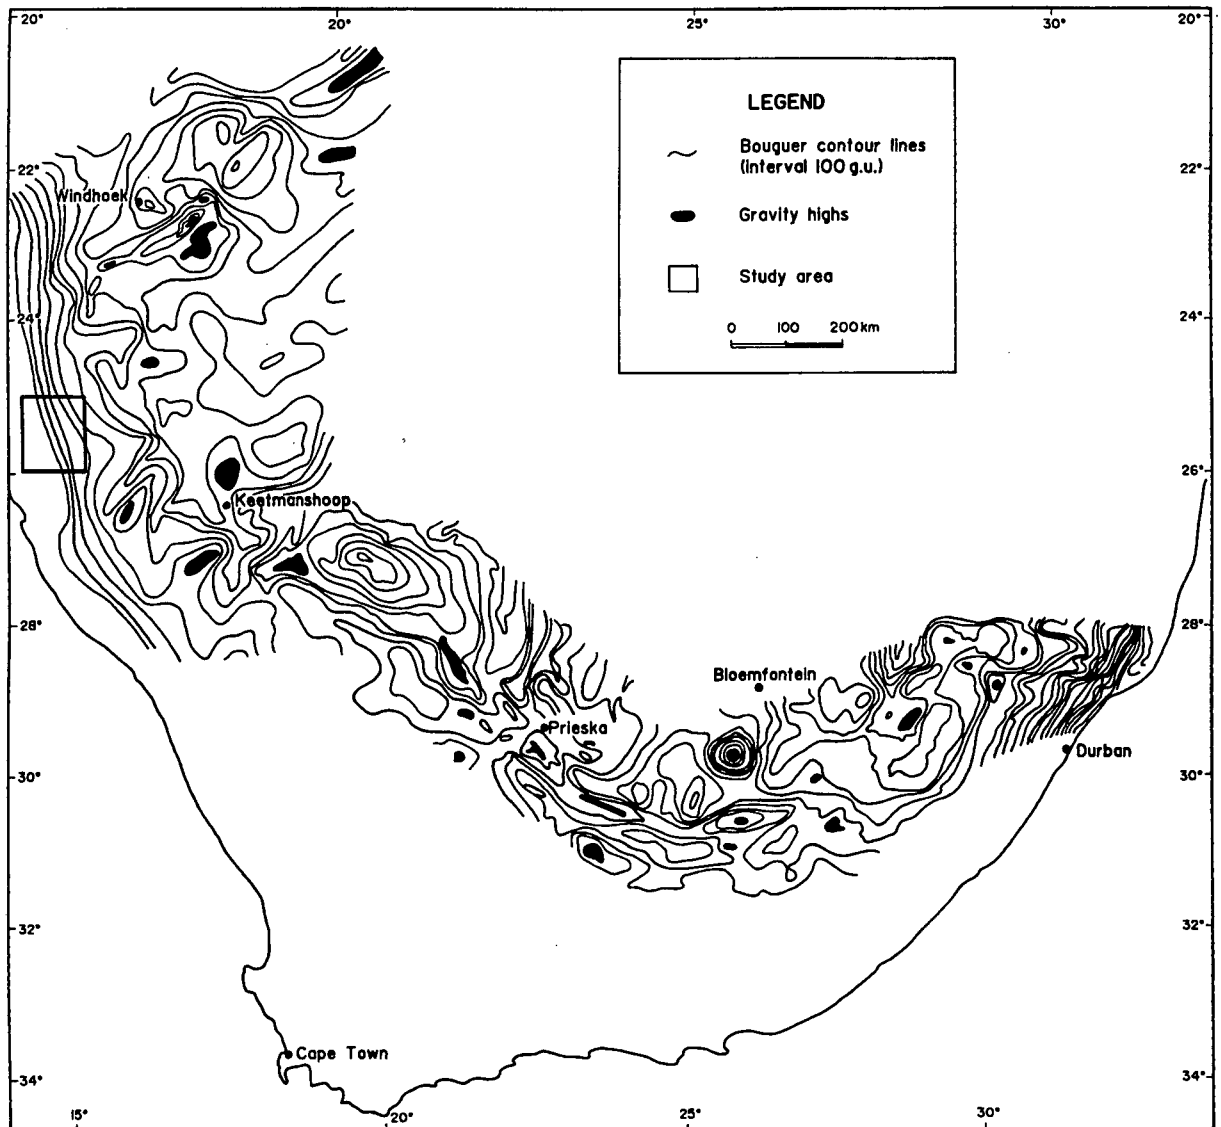 20° 20° 25° 30° 20°
LEGEND
Bouguer contour lines
(interval 100 g.u.)
22° 22°
Windhoek
Gravity highs
Study area
24° 24°
0 100 200 km
26°
Keetmanshoop
28° 28°
Bloemfontein
Prieska
Durban
30° 30°
32° 32°
Cape Town
34° 34°
15° 20° 25° 30°